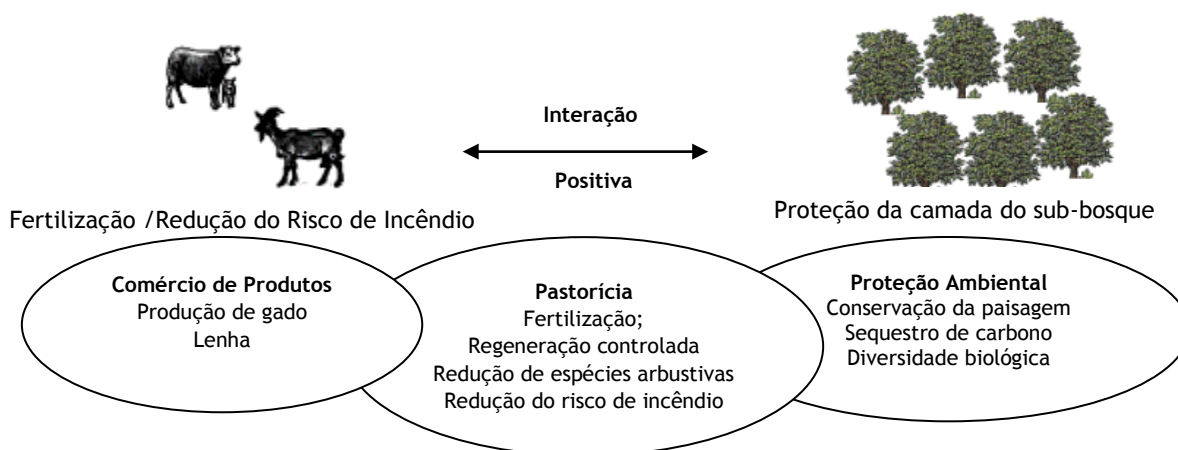 Interação
Positiva
Fertilização /Redução do Risco de Incêndio
Proteção da camada do sub-bosque
Comércio de Produtos
Produção de gado
Lenha
Pastorícia
Fertilização;
Regeneração controlada
Redução de espécies arbustivas
Redução do risco de incêndio
Proteção Ambiental
Conservação da paisagem
Sequestro de carbono
Diversidade biológica